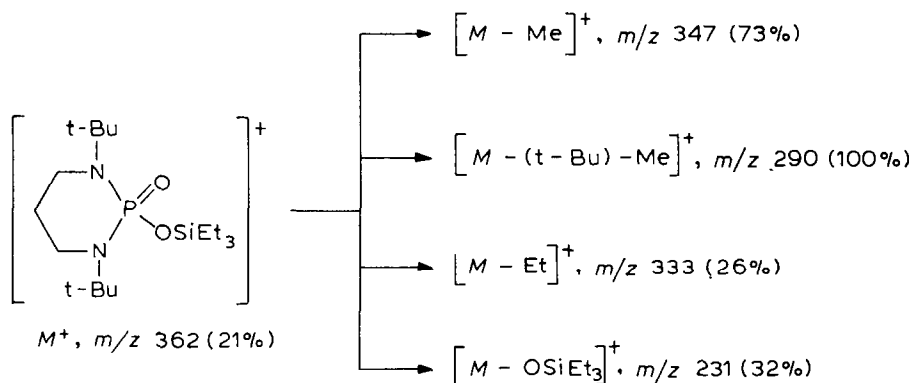 [M - Me]+, m/z 347 (73%)
t-Bu
N
O
P
OSiEt3
N
t-Bu
+
[M - (t-Bu) - Me]+, m/z 290 (100%)
[M - Et]+, m/z 333 (26%)
M+, m/z 362 (21%)
[M - OSiEt3]+, m/z 231 (32%)